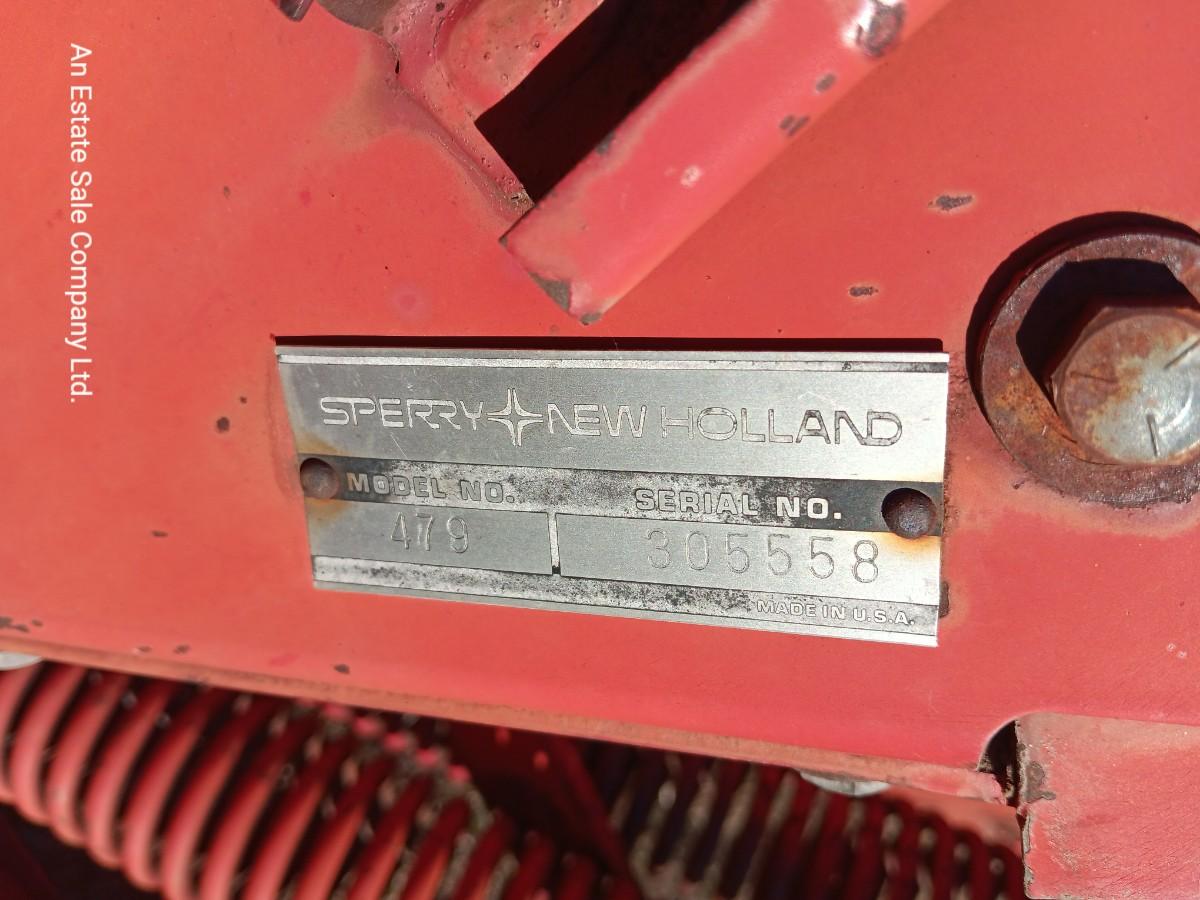 An Estate Sale Company Ltd.
SPERRY NEW HOLLAND
MODEL NO. SERIAL NO.
479 305558
MADE IN U.S.A.